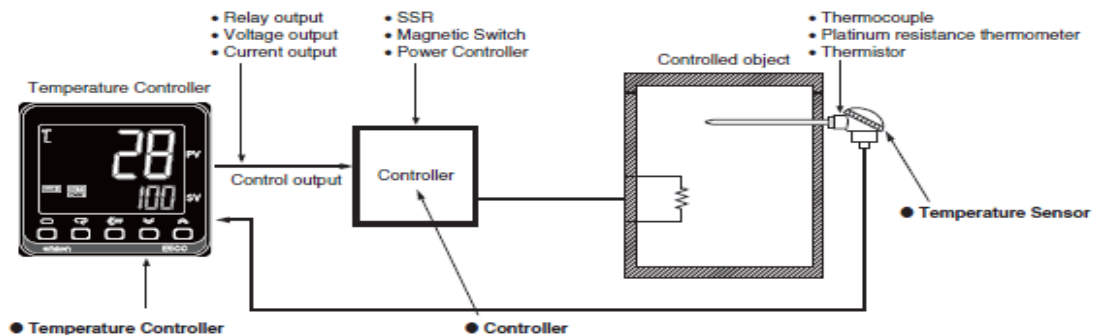 • Relay output
• Voltage output
• Current output
• SSR
• Magnetic Switch
• Power Controller
• Thermocouple
• Platinum resistance thermometer
• Thermistor
Temperature Controller
Controlled object
28 PV
100 SV
Control output
Controller
● Temperature Sensor
● Temperature Controller
● Controller